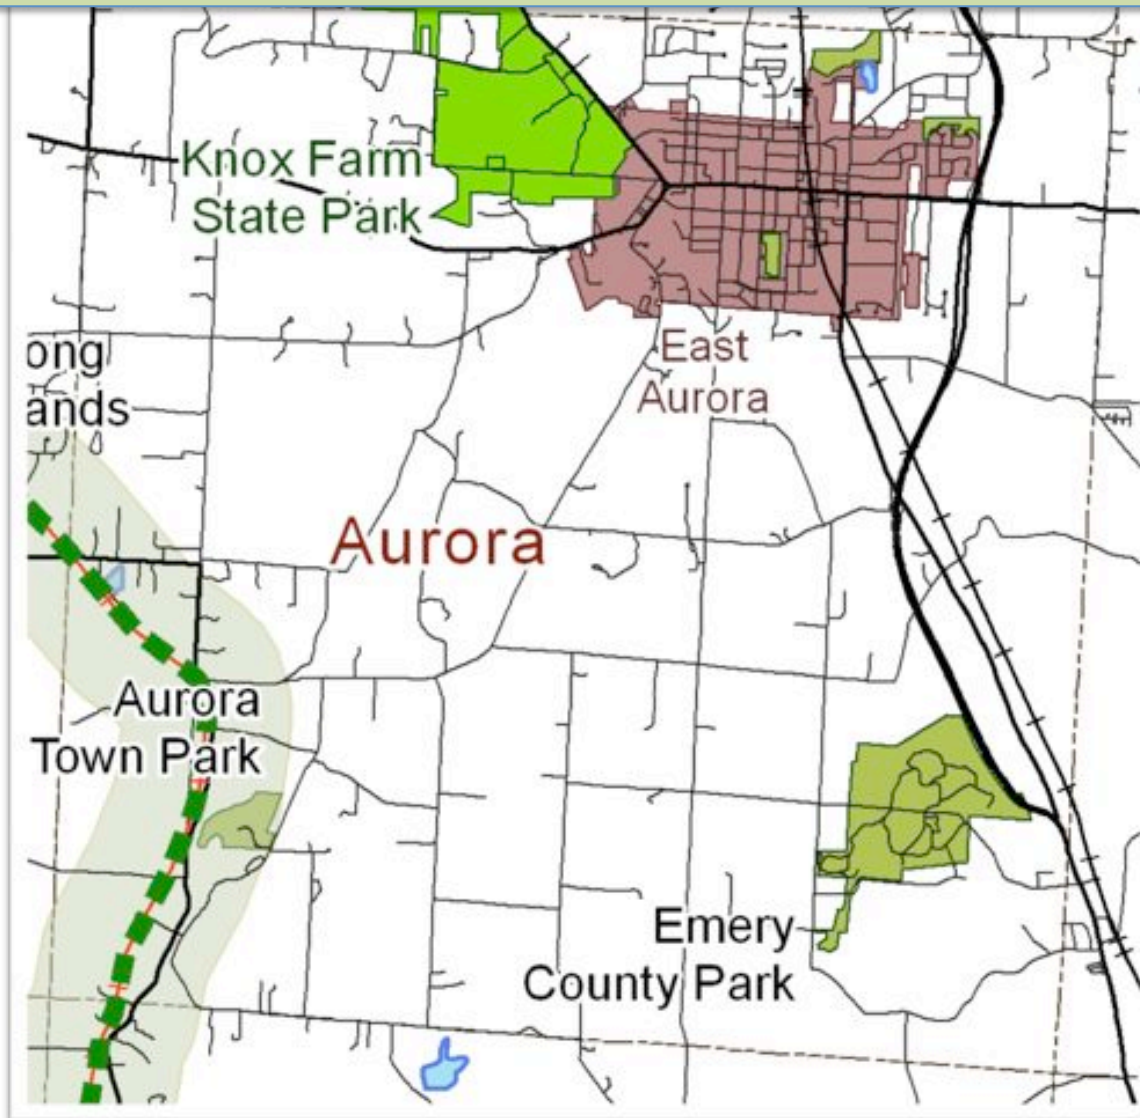 Knox Farm
State Park
East
Aurora
ong
ands
Aurora
Aurora
Town Park
Emery
County Park